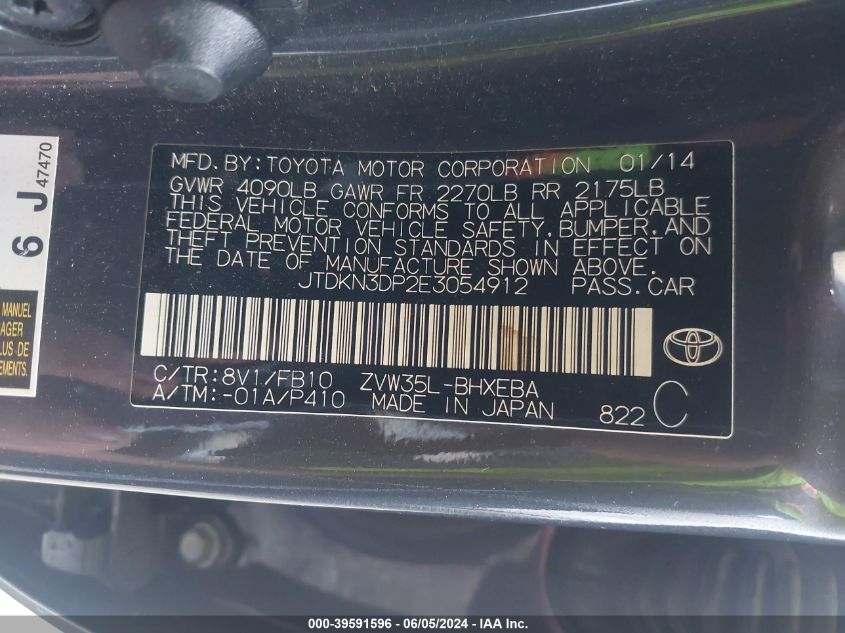 MFD. BY: TOYOTA MOTOR CORPORATION 01/14
GVWR 4090LB GAWR FR 2270LB RR 2175LB
THIS VEHICLE CONFORMS TO ALL APPLICABLE
FEDERAL MOTOR VEHICLE SAFETY, BUMPER, AND
THEFT PREVENTION STANDARDS IN EFFECT ON
THE DATE OF MANUFACTURE SHOWN ABOVE.
JTDKN3DP2E3054912 PASS. CAR
C/TR: 8V1/FB10 ZVW35L-BHXEBA
A/TM: -01A/P410 MADE IN JAPAN 822 C
6 J 47470
MANUEL
LUS DE
EMENTS.
000-39591596 - 06/05/2024 - IAAI.com